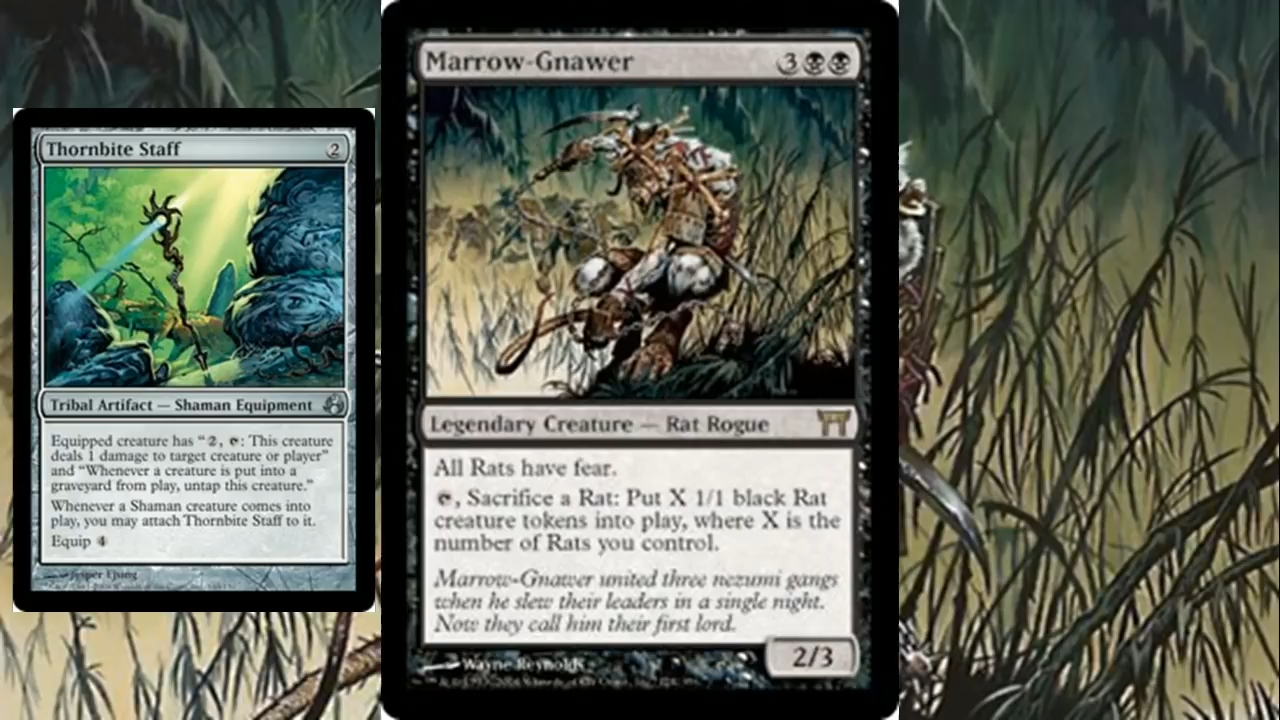 Thornbite Staff
2
Tribal Artifact — Shaman Equipment
Equipped creature has "2, T: This creature
deals 1 damage to target creature or player"
and "Whenever a creature is put into a
graveyard from play, untap this creature."
Whenever a Shaman creature comes into
play, you may attach Thornbite Staff to it.
Equip 4
Marrow-Gnawer
3
Legendary Creature — Rat Rogue
All Rats have fear.
, Sacrifice a Rat: Put X 1/1 black Rat
creature tokens into play, where X is the
number of Rats you control.
Marrow-Gnawer united three nezumi gangs
when he slew their leaders in a single night.
Now they call him their first lord.
Wayne Reynolds
2/3